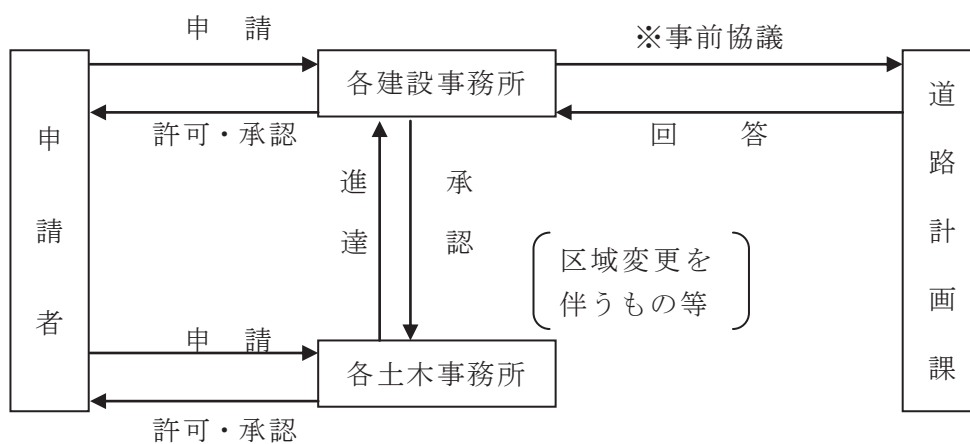 申　請
※事前協議
各建設事務所
申請者
道路計画課
許可・承認
回　答
進達
承認
区域変更を
伴うもの等
申　請
各土木事務所
許可・承認